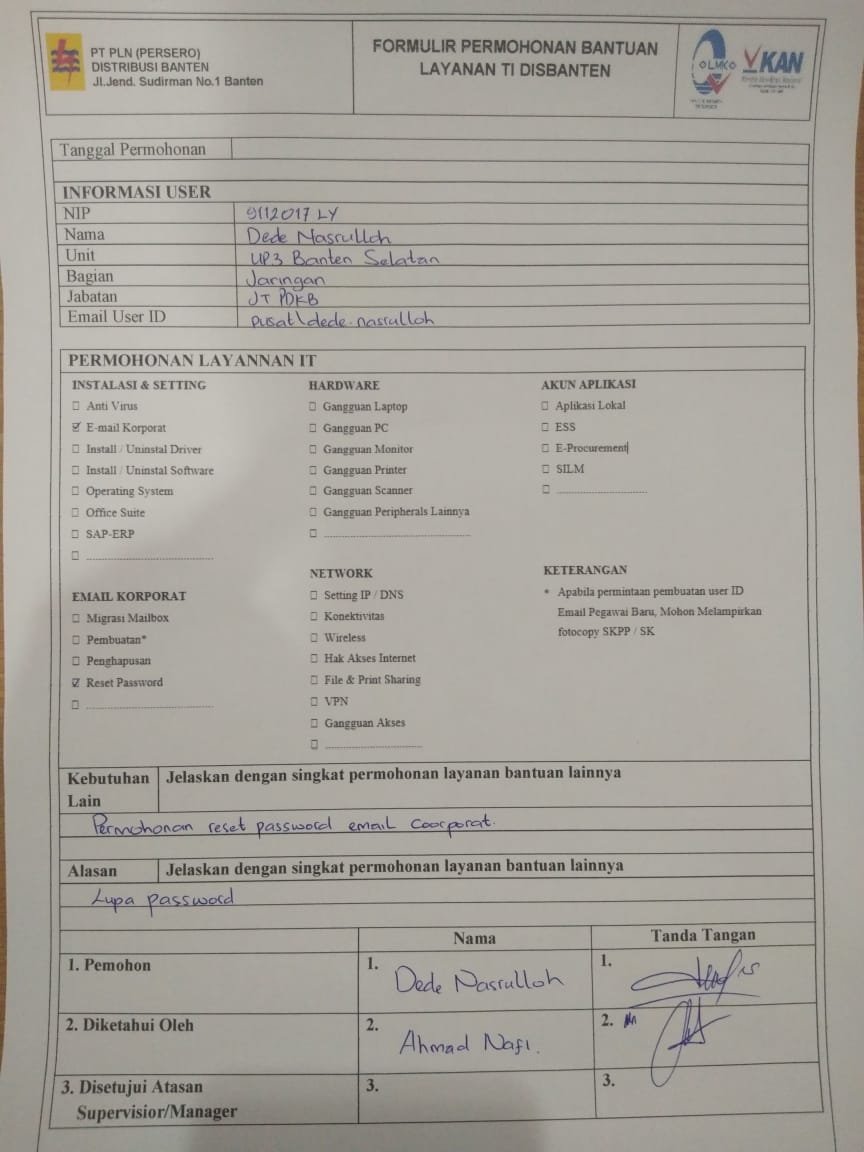 PT PLN (PERSERO)
DISTRIBUSI BANTEN
Jl.Jend. Sudirman No.1 Banten
FORMULIR PERMOHONAN BANTUAN
LAYANAN TI DISBANTEN
KAN
Tanggal Permohonan
INFORMASI USER
NIP 9112017 LY
Nama Dede Nasrulloh
Unit UP3 Banten Selatan
Bagian Jaringan
Jabatan JT PDKB
Email User ID pusat\dede.nasrulloh
PERMOHONAN LAYANNAN IT
INSTALASI & SETTING
☐ Anti Virus
☑ E-mail Korporat
☐ Install / Uninstal Driver
☐ Install / Uninstal Software
☐ Operating System
☐ Office Suite
☐ SAP-ERP
☐ ..........................................
EMAIL KORPORAT
☐ Migrasi Mailbox
☐ Pembuatan*
☐ Penghapusan
☑ Reset Password
☐ ..........................................
HARDWARE
☐ Gangguan Laptop
☐ Gangguan PC
☐ Gangguan Monitor
☐ Gangguan Printer
☐ Gangguan Scanner
☐ Gangguan Peripherals Lainnya
☐ ..........................................
NETWORK
☐ Setting IP / DNS
☐ Konektivitas
☐ Wireless
☐ Hak Akses Internet
☐ File & Print Sharing
☐ VPN
☐ Gangguan Akses
☐ ................................
AKUN APLIKASI
☐ Aplikasi Lokal
☐ ESS
☐ E-Procurement
☐ SILM
☐ ..............................
KETERANGAN
* Apabila permintaan pembuatan user ID
Email Pegawai Baru, Mohon Melampirkan
fotocopy SKPP / SK
Kebutuhan Lain Jelaskan dengan singkat permohonan layanan bantuan lainnya
Permohonan reset password email coorporat.
Alasan Jelaskan dengan singkat permohonan layanan bantuan lainnya
Lupa password
Nama Tanda Tangan
1. Pemohon 1. Dede Nasrulloh 1.
2. Diketahui Oleh 2. Ahmad Nafi. 2.
3. Disetujui Atasan 3. 3.
Supervisior/Manager